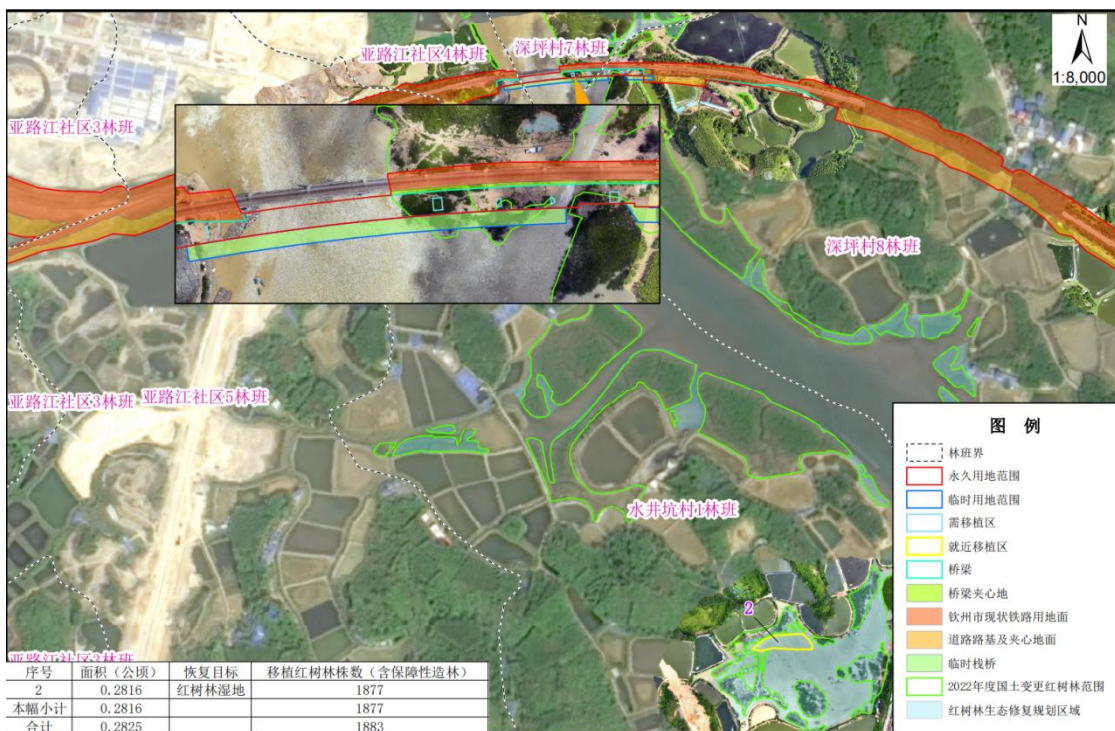 N
1:8,000
亚路江社区4林班
深坪村7林班
亚路江社区3林班
深坪村8林班
亚路江社区3林班
亚路江社区5林班
水井坑村1林班
2
亚路江社区3林班
序号 面积（公顷） 恢复目标 移植红树林株数（含保障性造林）
2 0.2816 红树林湿地 1877
本幅小计 0.2816 1877
合计 0.2825 1883
图 例
林班界
永久用地范围
临时用地范围
需移植区
就近移植区
桥梁
桥梁夹心地
钦州市现状铁路用地面
道路路基及夹心地面
临时栈桥
2022年度国土变更红树林范围
红树林生态修复规划区域